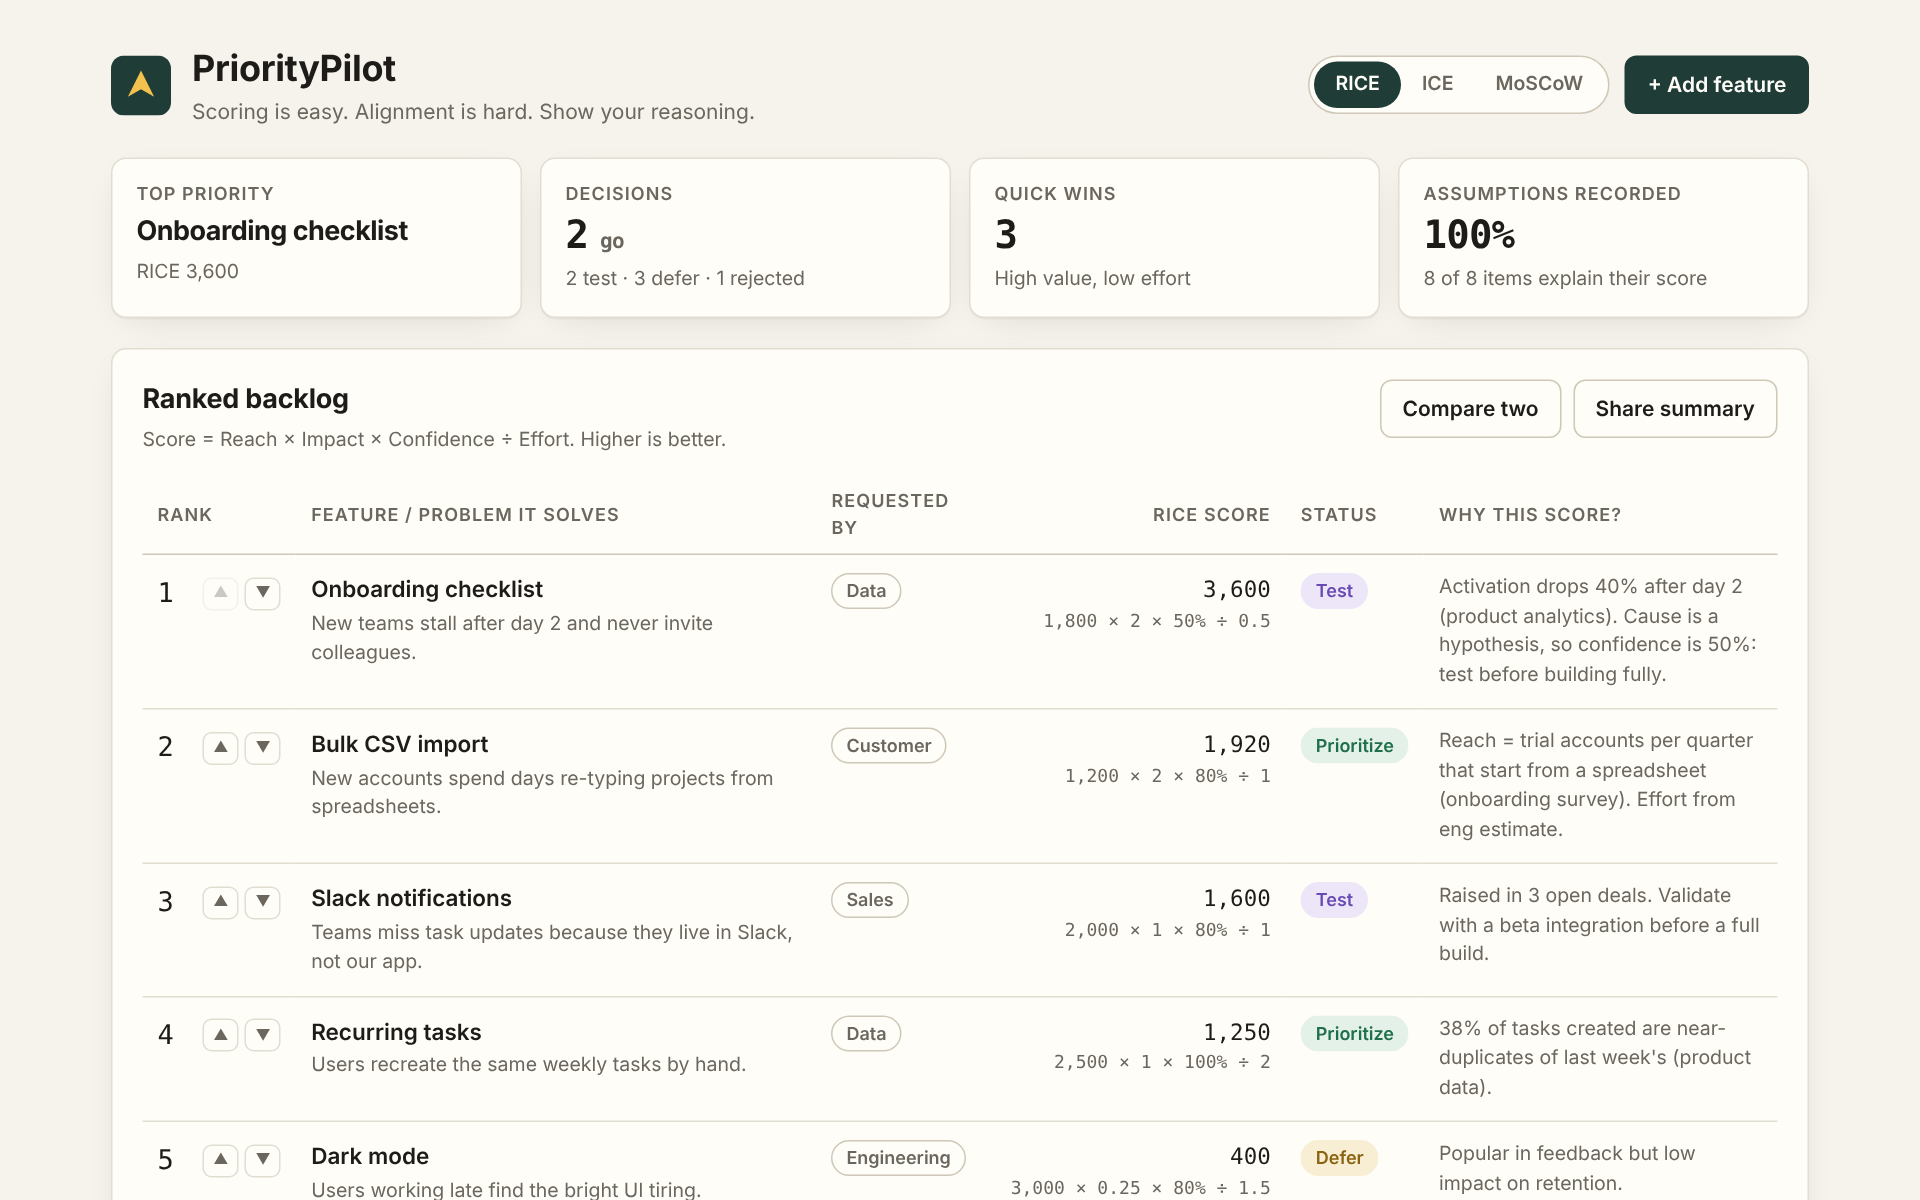 PriorityPilot
Scoring is easy. Alignment is hard. Show your reasoning.
RICE ICE MoSCoW
+ Add feature
TOP PRIORITY
Onboarding checklist
RICE 3,600
DECISIONS
2 go
2 test · 3 defer · 1 rejected
QUICK WINS
3
High value, low effort
ASSUMPTIONS RECORDED
100%
8 of 8 items explain their score
Ranked backlog
Score = Reach × Impact × Confidence ÷ Effort. Higher is better.
Compare two
Share summary
RANK
FEATURE / PROBLEM IT SOLVES
REQUESTED
BY
RICE SCORE
STATUS
WHY THIS SCORE?
1
Onboarding checklist
New teams stall after day 2 and never invite
colleagues.
Data
3,600
1,800 × 2 × 50% ÷ 0.5
Test
Activation drops 40% after day 2
(product analytics). Cause is a
hypothesis, so confidence is 50%:
test before building fully.
2
Bulk CSV import
New accounts spend days re-typing projects from
spreadsheets.
Customer
1,920
1,200 × 2 × 80% ÷ 1
Prioritize
Reach = trial accounts per quarter
that start from a spreadsheet
(onboarding survey). Effort from
eng estimate.
3
Slack notifications
Teams miss task updates because they live in Slack,
not our app.
Sales
1,600
2,000 × 1 × 80% ÷ 1
Test
Raised in 3 open deals. Validate
with a beta integration before a full
build.
4
Recurring tasks
Users recreate the same weekly tasks by hand.
Data
1,250
2,500 × 1 × 100% ÷ 2
Prioritize
38% of tasks created are near-
duplicates of last week's (product
data).
5
Dark mode
Users working late find the bright UI tiring.
Engineering
400
3,000 × 0.25 × 80% ÷ 1.5
Defer
Popular in feedback but low
impact on retention.